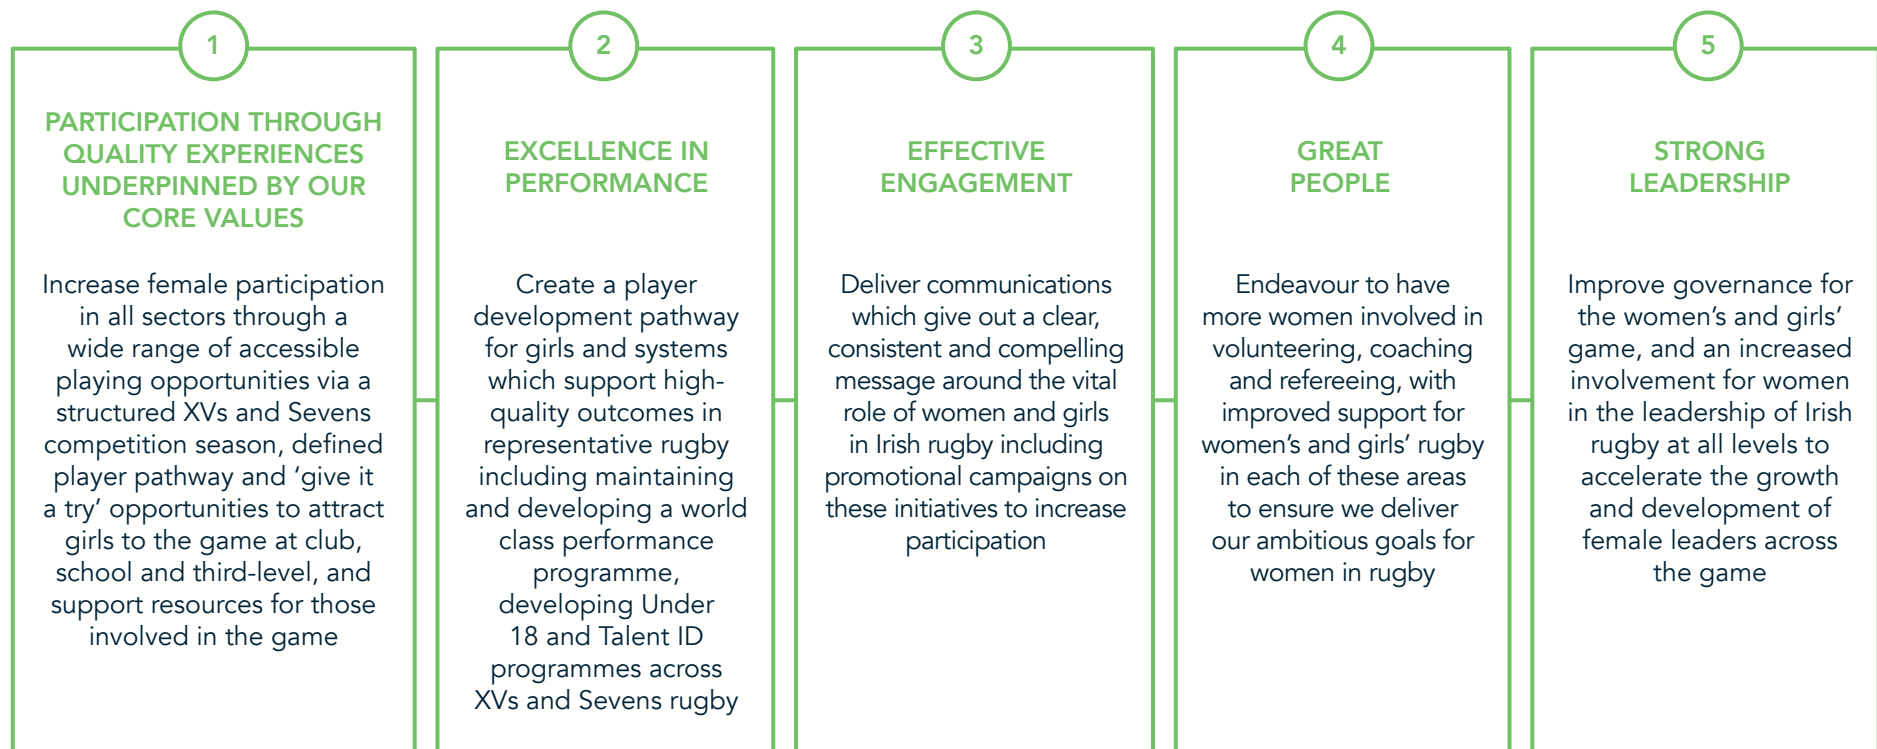 1
PARTICIPATION THROUGH
QUALITY EXPERIENCES
UNDERPINNED BY OUR
CORE VALUES
Increase female participation
in all sectors through a
wide range of accessible
playing opportunities via a
structured XVs and Sevens
competition season, defined
player pathway and ‘give it
a try’ opportunities to attract
girls to the game at club,
school and third-level, and
support resources for those
involved in the game
2
EXCELLENCE IN
PERFORMANCE
Create a player
development pathway
for girls and systems
which support high-
quality outcomes in
representative rugby
including maintaining
and developing a world
class performance
programme,
developing Under
18 and Talent ID
programmes across
XVs and Sevens rugby
3
EFFECTIVE
ENGAGEMENT
Deliver communications
which give out a clear,
consistent and compelling
message around the vital
role of women and girls
in Irish rugby including
promotional campaigns on
these initiatives to increase
participation
4
GREAT
PEOPLE
Endeavour to have
more women involved in
volunteering, coaching
and refereeing, with
improved support for
women’s and girls’ rugby
in each of these areas
to ensure we deliver
our ambitious goals for
women in rugby
5
STRONG
LEADERSHIP
Improve governance for
the women’s and girls’
game, and an increased
involvement for women
in the leadership of Irish
rugby at all levels to
accelerate the growth
and development of
female leaders across
the game